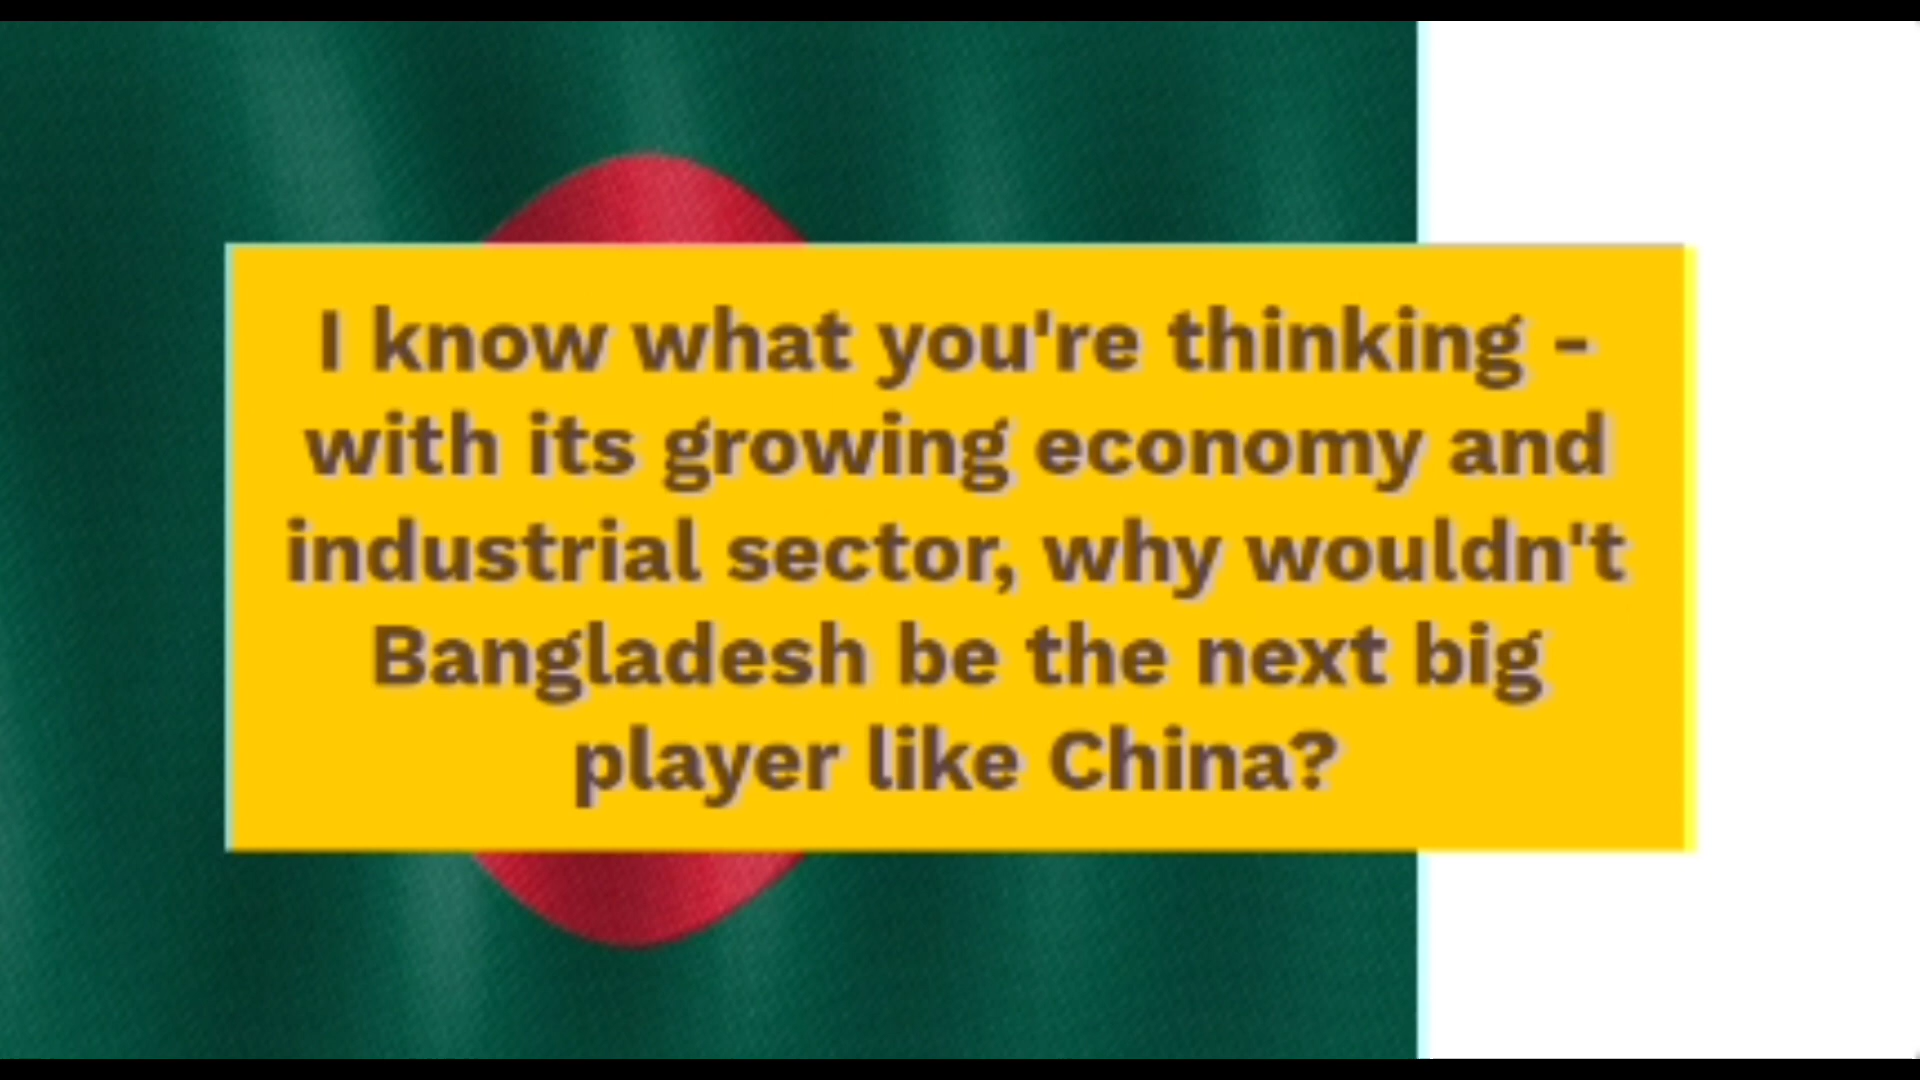 I know what you're thinking -
with its growing economy and
industrial sector, why wouldn't
Bangladesh be the next big
player like China?